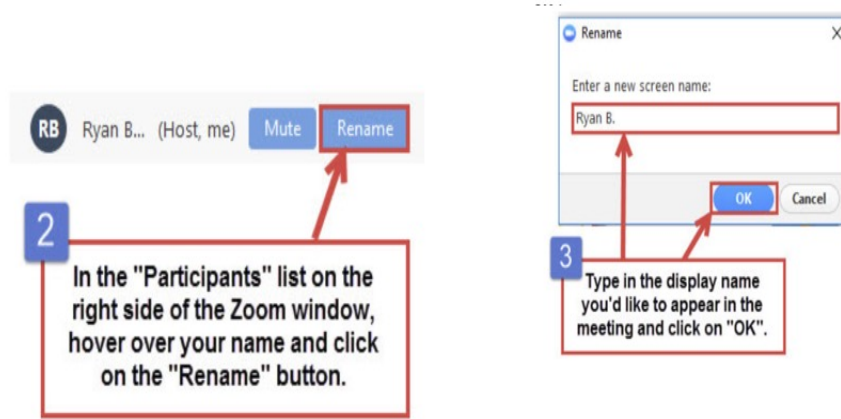 RB Ryan B... (Host, me) Mute Rename
2
In the "Participants" list on the
right side of the Zoom window,
hover over your name and click
on the "Rename" button.
Rename X
Enter a new screen name:
Ryan B.
OK Cancel
3
Type in the display name
you'd like to appear in the
meeting and click on "OK".